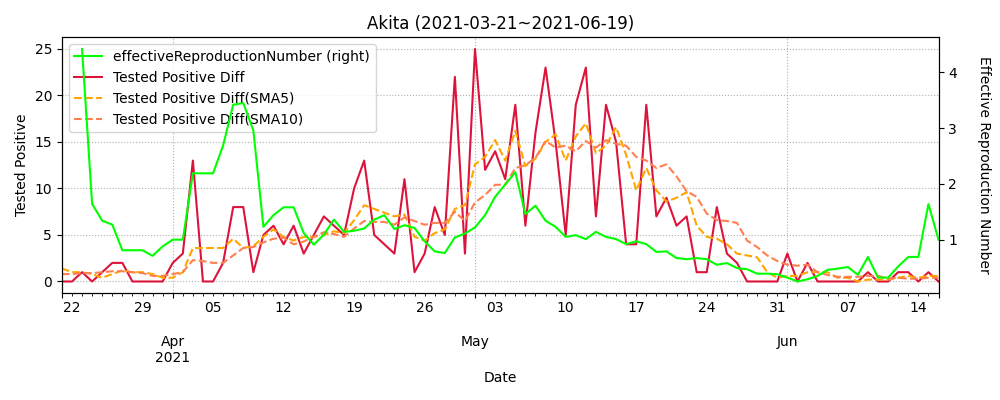 Akita (2021-03-21~2021-06-19)
effectiveReproductionNumber (right)
Tested Positive Diff
Tested Positive Diff(SMA5)
Tested Positive Diff(SMA10)
Tested Positive
25
20
15
10
5
0
4
3
2
1
Effective Reproduction Number
22 29 05 12 19 26 03 10 17 24 31 07 14
Apr May Jun
2021
Date